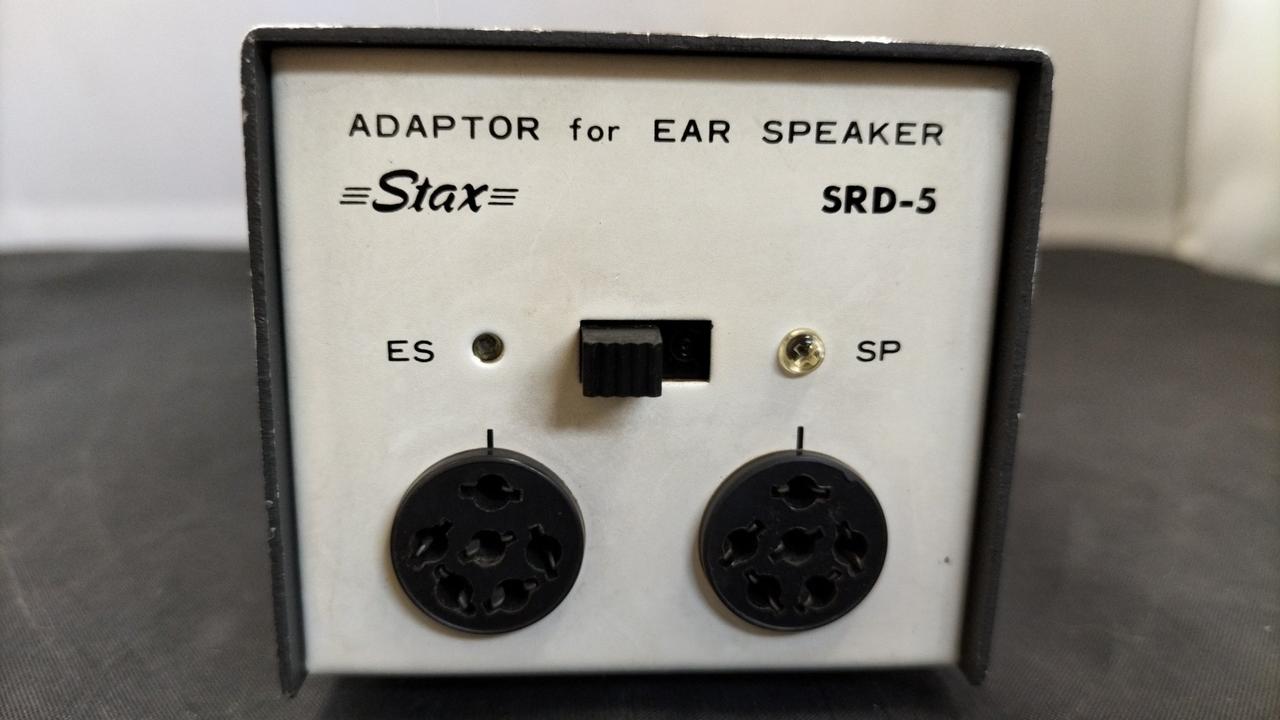 ADAPTOR for EAR SPEAKER
Stax SRD-5
ES SP